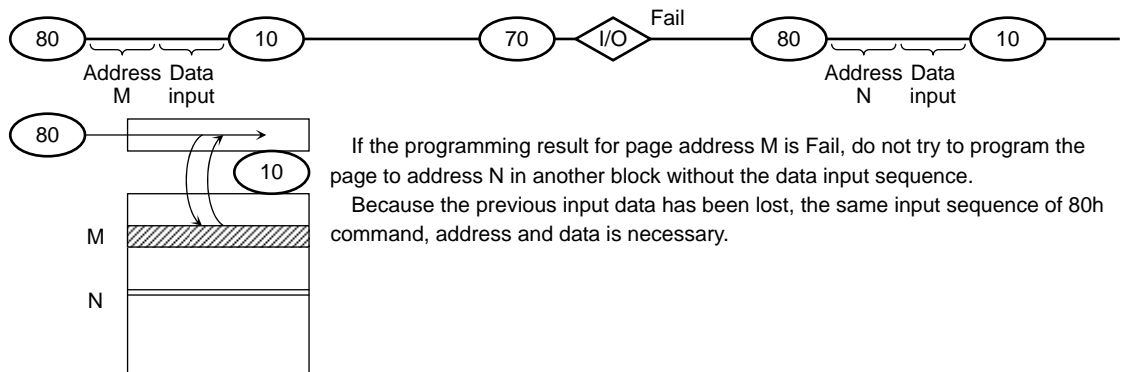 Fail
80 10 70 I/O 80 10
Address Data Address Data
M input N input
80
If the programming result for page address M is Fail, do not try to program the
10
page to address N in another block without the data input sequence.
Because the previous input data has been lost, the same input sequence of 80h
M
command, address and data is necessary.
N